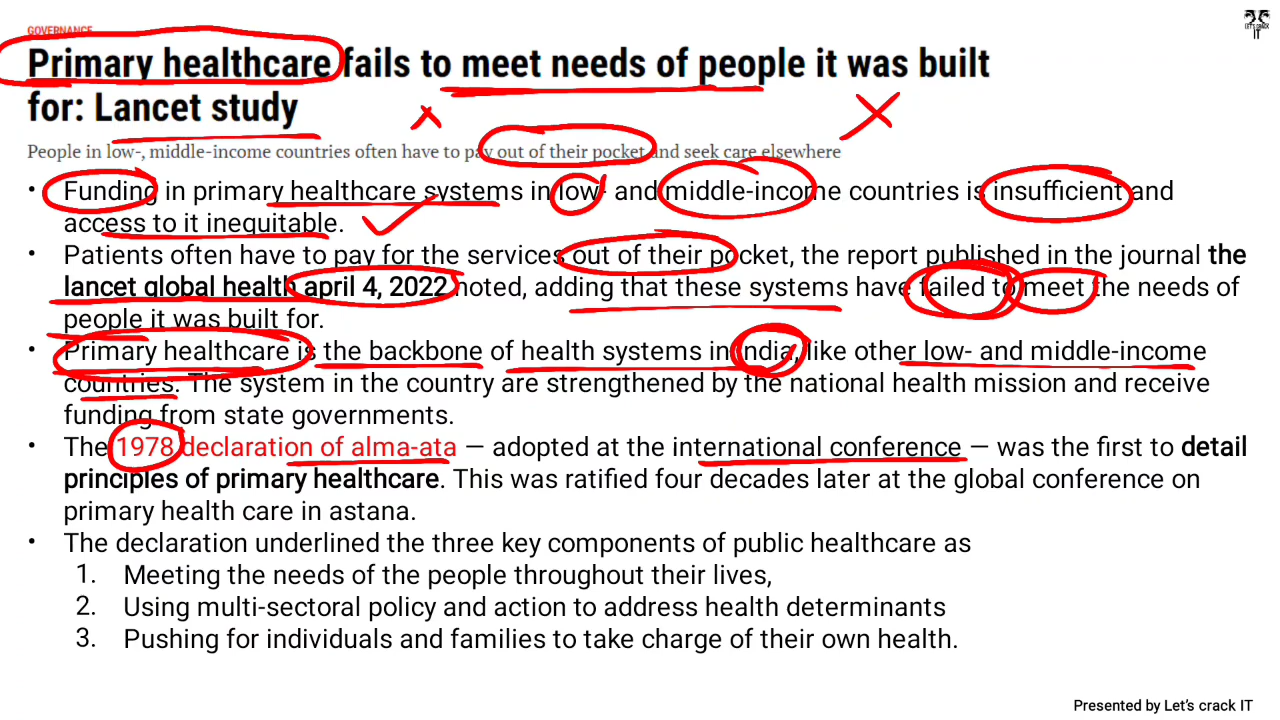 GOVERNANCE
LET'S CRACK
IT
Primary healthcare fails to meet needs of people it was built
for: Lancet study
People in low-, middle-income countries often have to pay out of their pocket and seek care elsewhere
• Funding in primary healthcare systems in low- and middle-income countries is insufficient and
access to it inequitable.
• Patients often have to pay for the services out of their pocket, the report published in the journal the
lancet global health april 4, 2022 noted, adding that these systems have failed to meet the needs of
people it was built for.
• Primary healthcare is the backbone of health systems in India, like other low- and middle-income
countries. The system in the country are strengthened by the national health mission and receive
funding from state governments.
• The 1978 declaration of alma-ata — adopted at the international conference — was the first to detail
principles of primary healthcare. This was ratified four decades later at the global conference on
primary health care in astana.
• The declaration underlined the three key components of public healthcare as
1. Meeting the needs of the people throughout their lives,
2. Using multi-sectoral policy and action to address health determinants
3. Pushing for individuals and families to take charge of their own health.
Presented by Let's crack IT